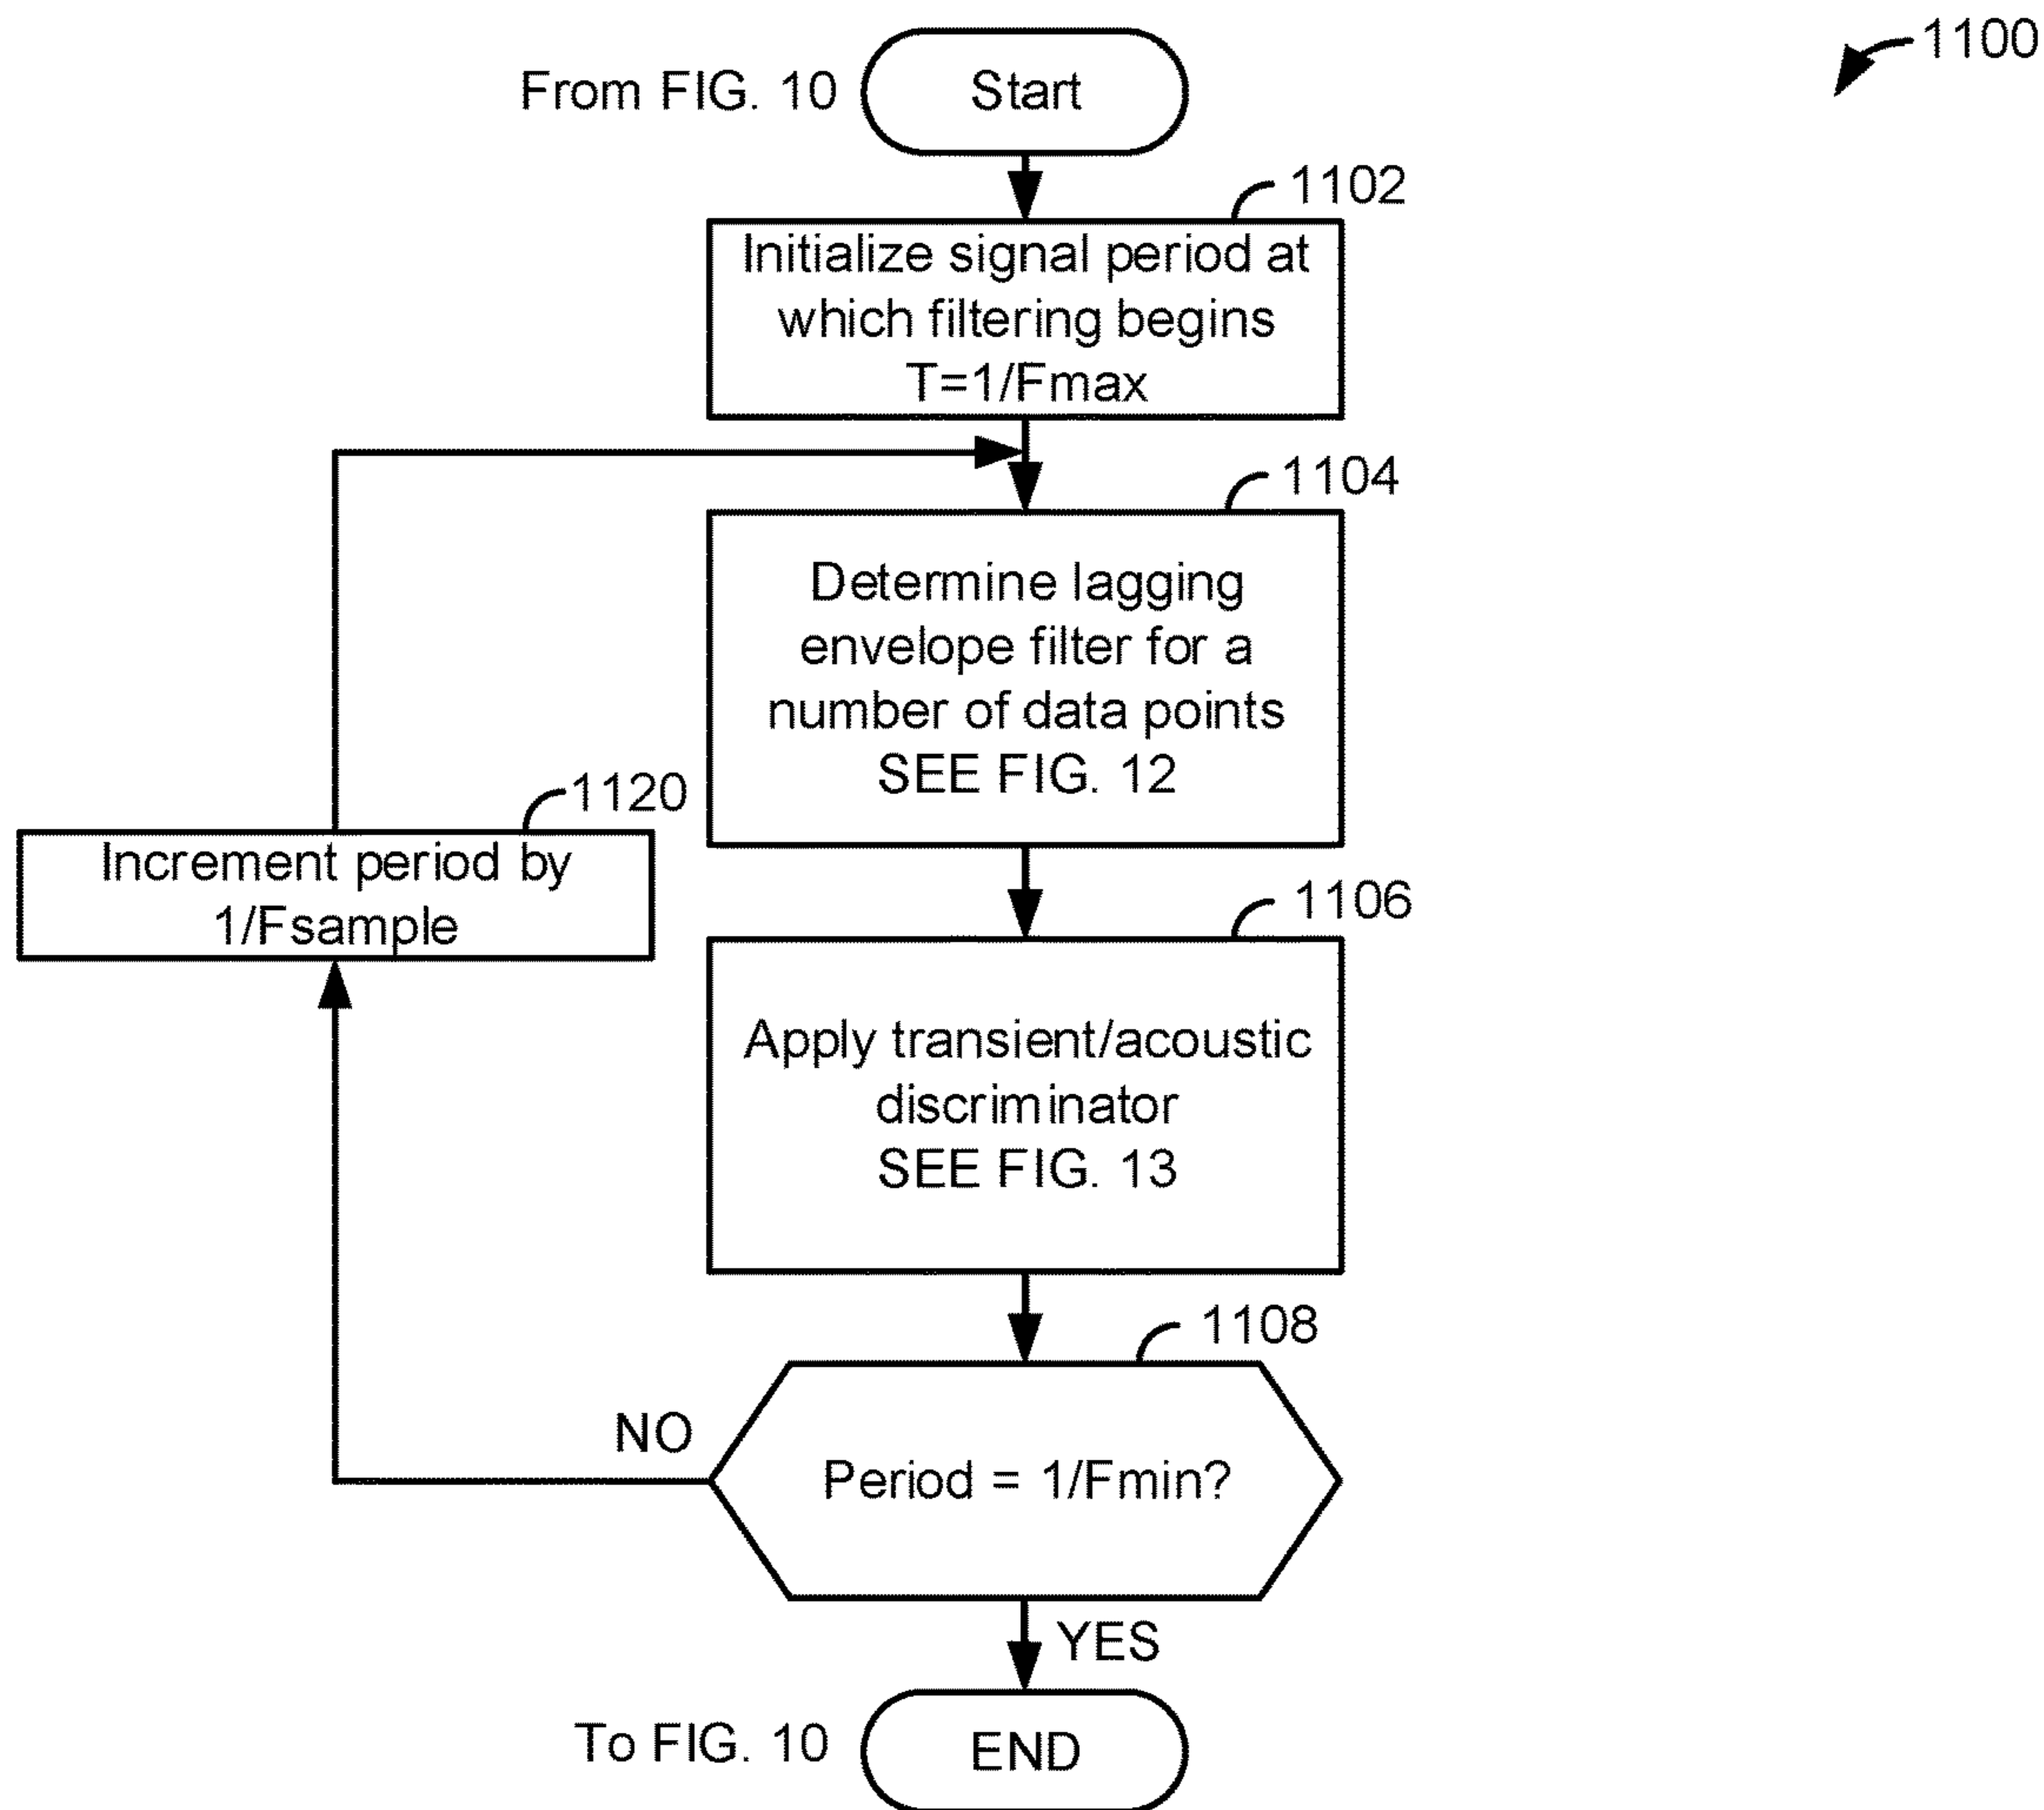 1100
From FIG. 10
Start
1102
Initialize signal period at
which filtering begins
T=1/Fmax
1104
Determine lagging
envelope filter for a
number of data points
SEE FIG. 12
1120
Increment period by
1/Fsample
1106
Apply transient/acoustic
discriminator
SEE FIG. 13
1108
NO
Period = 1/Fmin?
YES
To FIG. 10
END